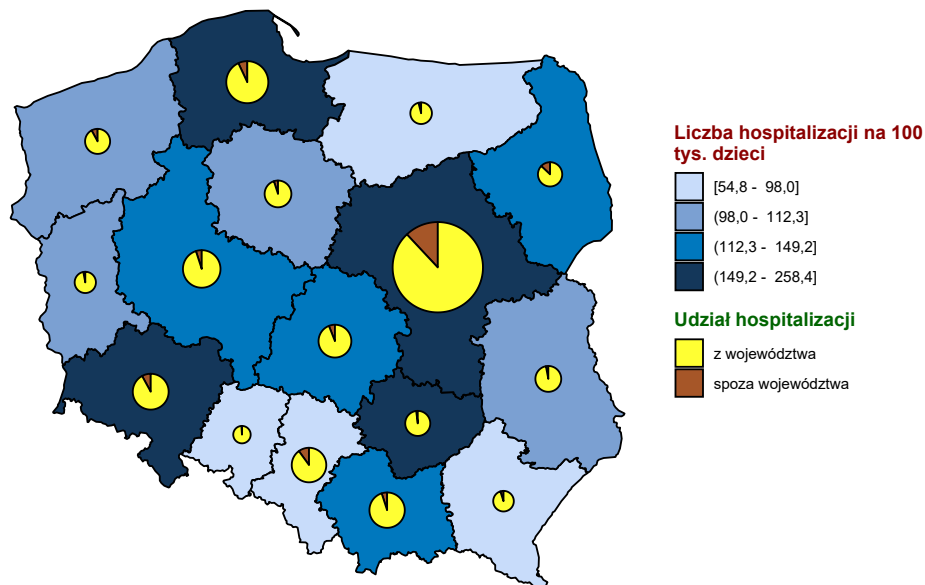 Liczba hospitalizacji na 100
tys. dzieci
[54,8 - 98,0]
(98,0 - 112,3]
(112,3 - 149,2]
(149,2 - 258,4]
Udział hospitalizacji
z województwa
spoza województwa